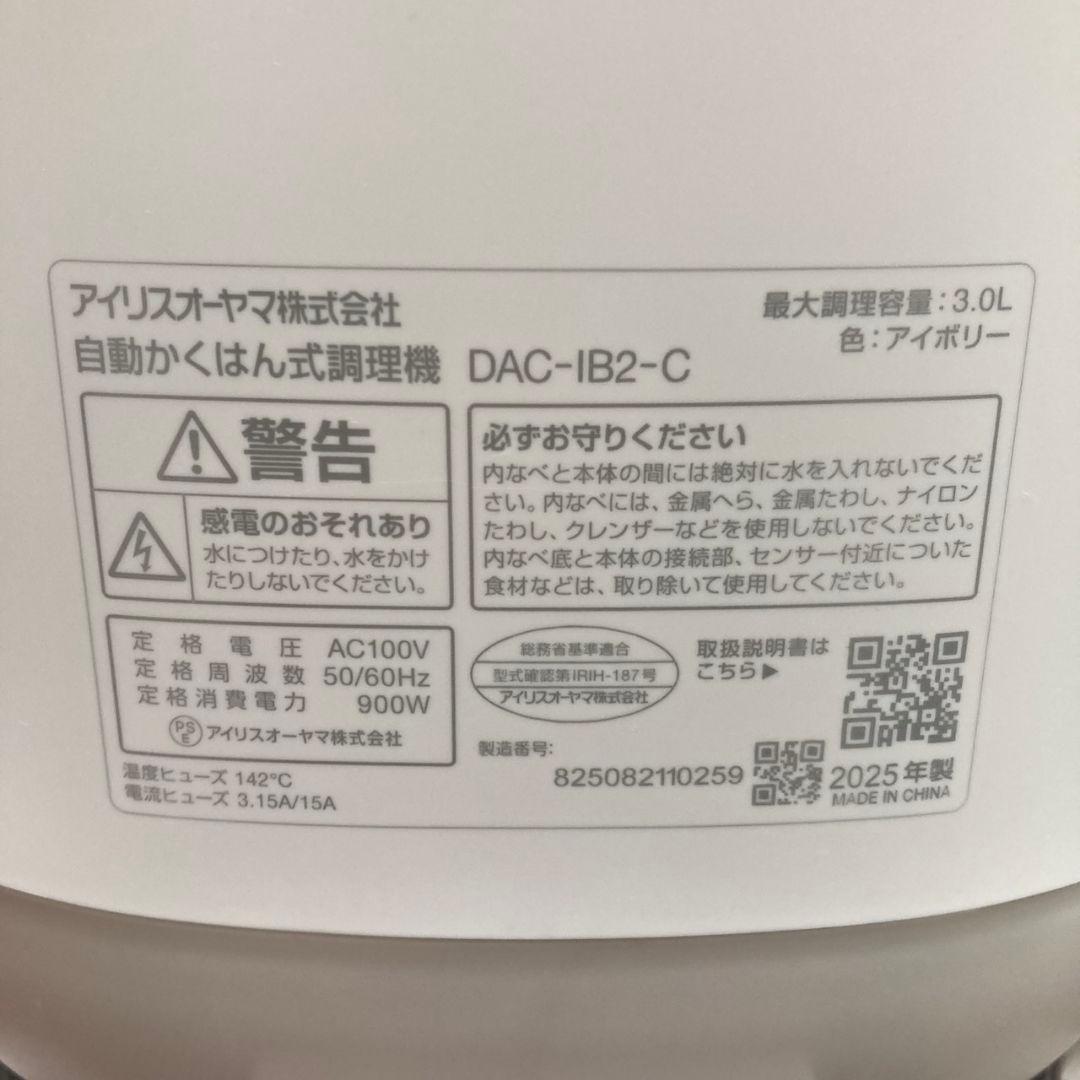 アイリスオーヤマ株式会社
最大調理容量：3.0L
色：アイボリー
自動かくはん式調理機 DAC-IB2-C
警告
感電のおそれあり
水につけたり、水をかけ
たりしないでください。
必ずお守りください
内なべと本体の間には絶対に水を入れないでくだ
さい。内なべには、金属へら、金属たわし、ナイロン
たわし、クレンザーなどを使用しないでください。
内なべ底と本体の接続部、センサー付近についた
食材などは、取り除いて使用してください。
定格電圧 AC100V
定格周波数 50/60Hz
定格消費電力 900W
PS
E アイリスオーヤマ株式会社
温度ヒューズ 142℃
電流ヒューズ 3.15A/15A
総務省基準適合
型式確認第IRIH-187号
アイリスオーヤマ株式会社
取扱説明書は
こちら▶
製造番号:
825082110259
2025年製
MADE IN CHINA